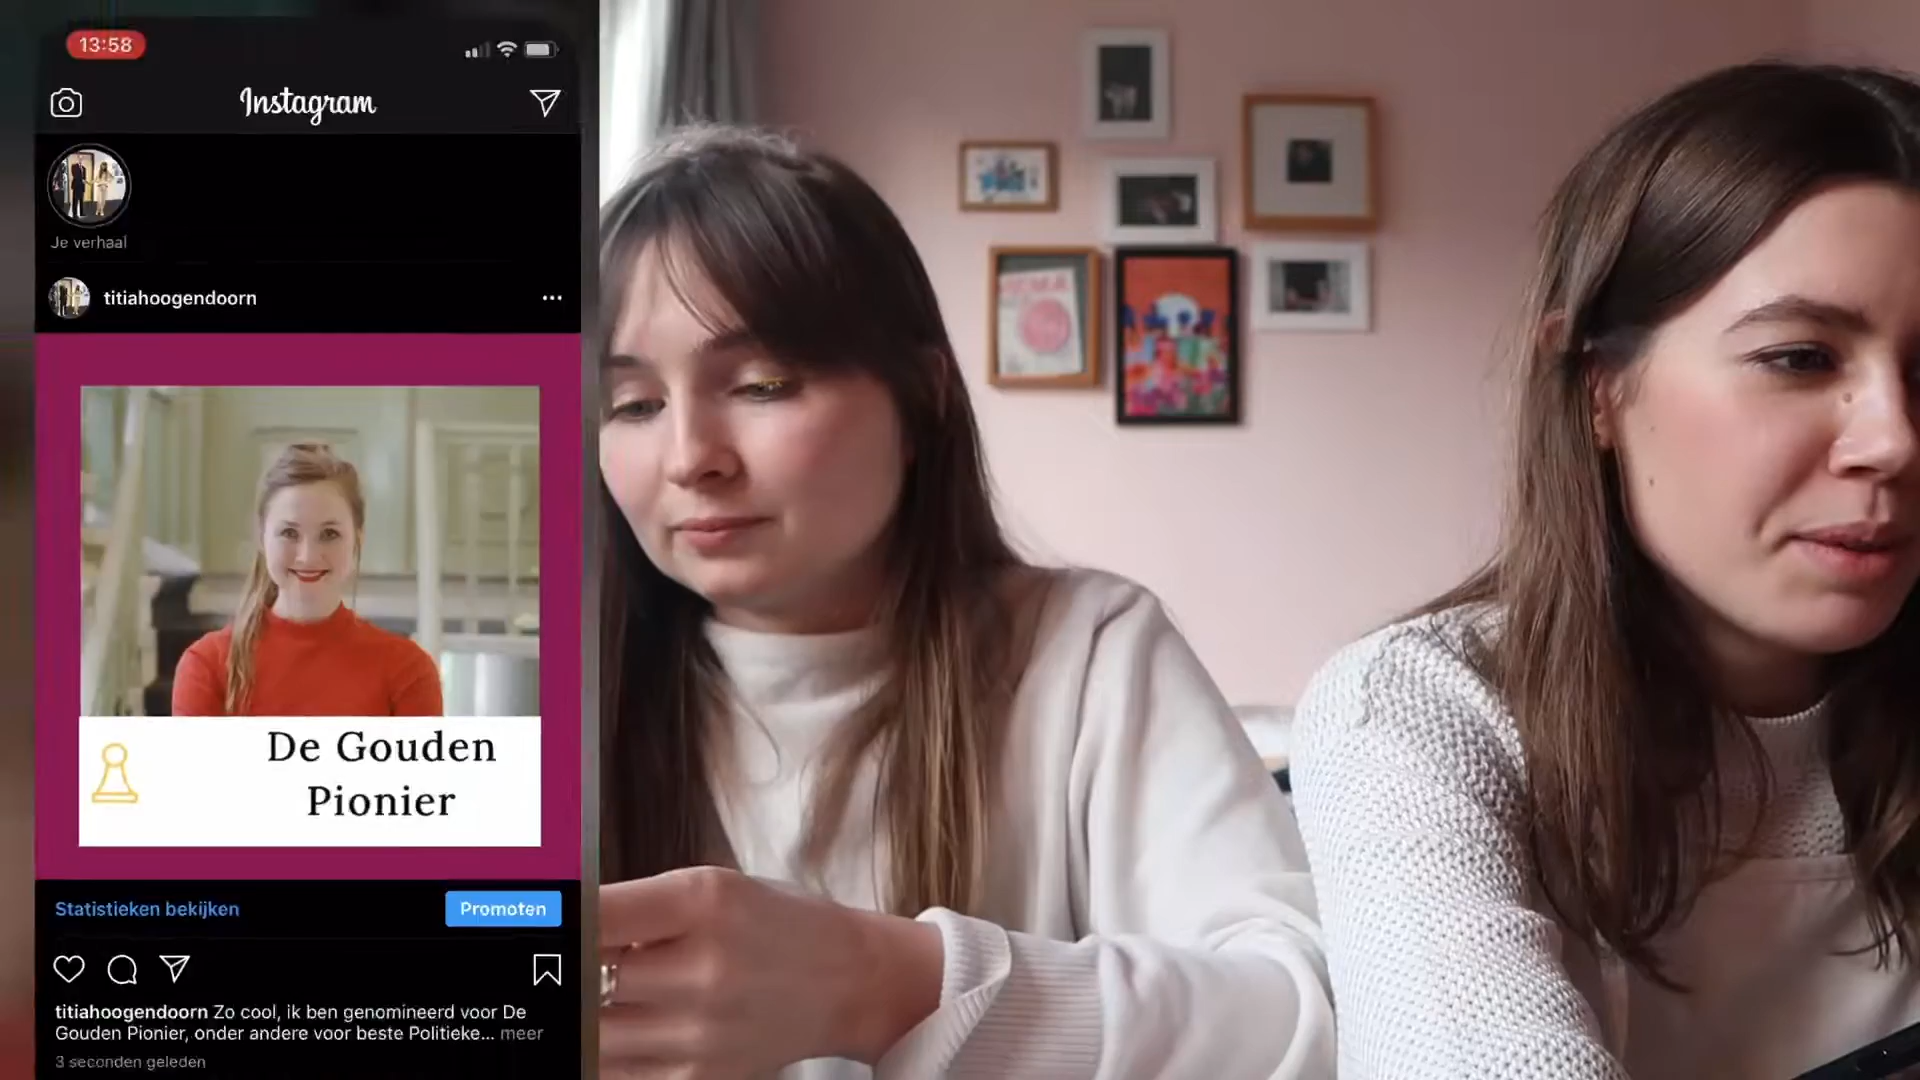 13:58
Instagram
Je verhaal
titiahoogendoorn
De Gouden
Pionier
Statistieken bekijken
Promoten
titiahoogendoorn Zo cool, ik ben genomineerd voor De
Gouden Pionier, onder andere voor beste Politieke... meer
3 seconden geleden